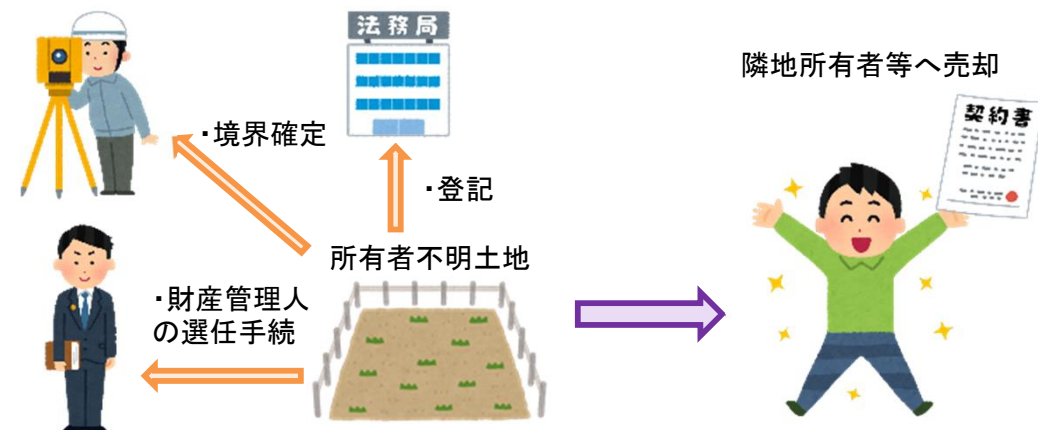 法務局
隣地所有者等へ売却
契約書
・境界確定
・登記
所有者不明土地
・財産管理人
の選任手続